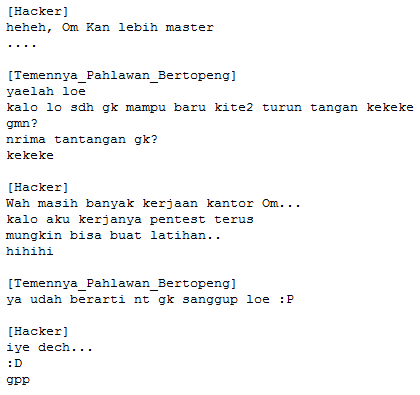 [Hacker]
heheh, Om Kan lebih master
....
[Temennya_Pahlawan_Bertopeng]
yaelah loe
kalo lo sdh gk mampu baru kite2 turun tangan kekeke
gmn?
nrima tantangan gk?
kekeke
[Hacker]
Wah masih banyak kerjaan kantor Om...
kalo aku kerjanya pentest terus
mungkin bisa buat latihan..
hihihi
[Temennya_Pahlawan_Bertopeng]
ya udah berarti nt gk sanggup loe :P
[Hacker]
iye dech...
:D
gpp